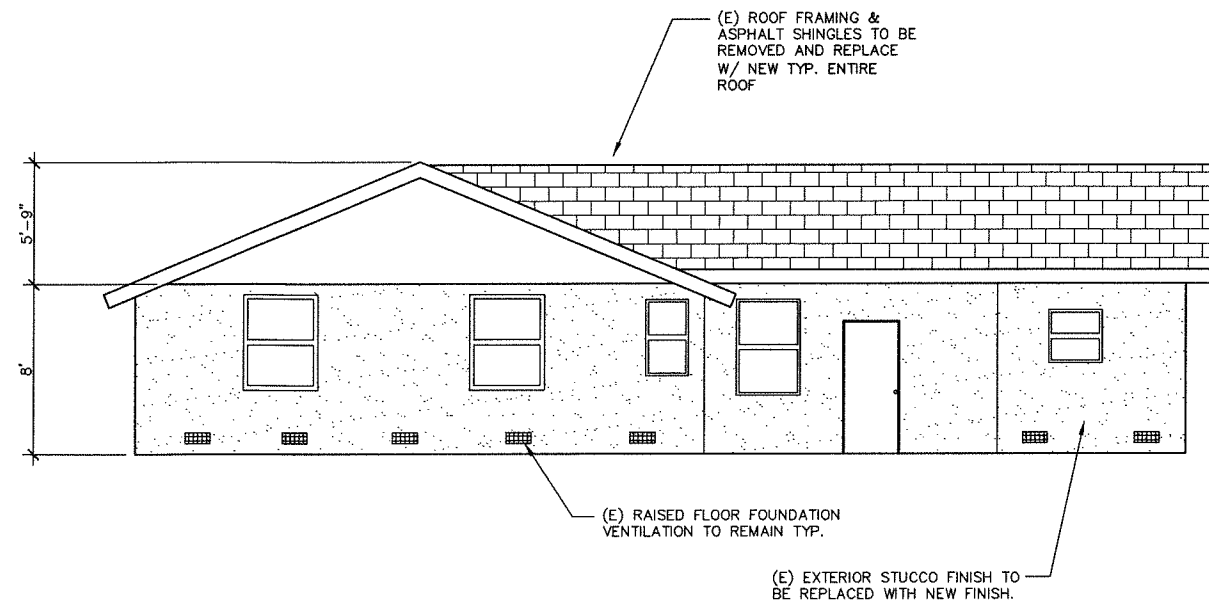 (E) ROOF FRAMING &
ASPHALT SHINGLES TO BE
REMOVED AND REPLACE
W/ NEW TYP. ENTIRE
ROOF
5'-9"
8'
(E) RAISED FLOOR FOUNDATION
VENTILATION TO REMAIN TYP.
(E) EXTERIOR STUCCO FINISH TO
BE REPLACED WITH NEW FINISH.